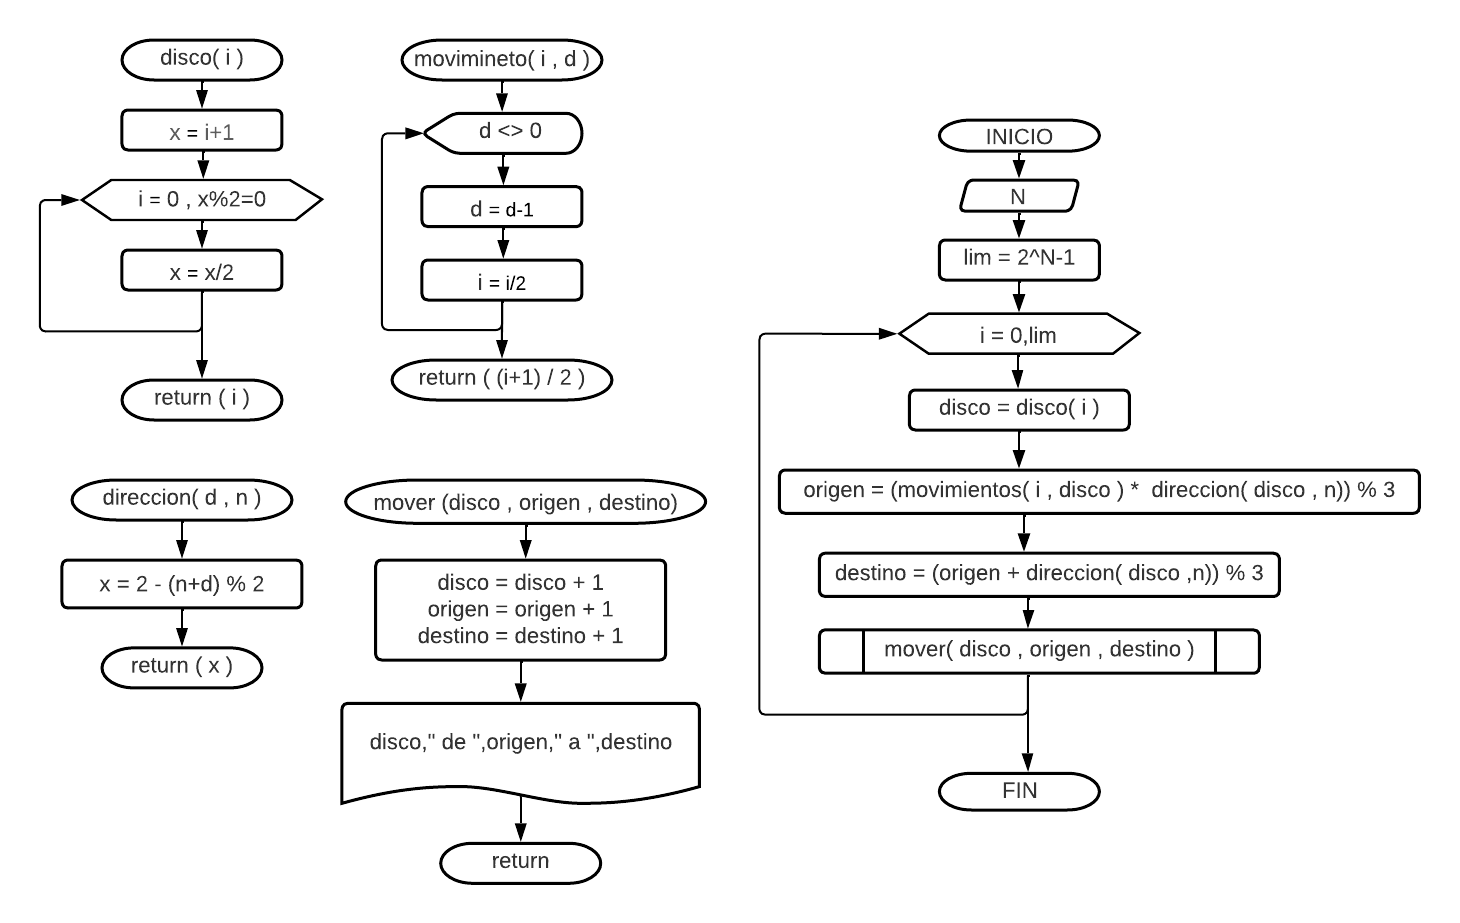 disco( i )
x = i+1
i = 0 , x%2=0
x = x/2
return ( i )
movimineto( i , d )
d <> 0
d = d-1
i = i/2
return ( (i+1) / 2 )
direccion( d , n )
x = 2 - (n+d) % 2
return ( x )
mover (disco , origen , destino)
disco = disco + 1
origen = origen + 1
destino = destino + 1
disco," de ",origen," a ",destino
return
INICIO
N
lim = 2^N-1
i = 0,lim
disco = disco( i )
origen = (movimientos( i , disco ) * direccion( disco , n)) % 3
destino = (origen + direccion( disco ,n)) % 3
mover( disco , origen , destino )
FIN